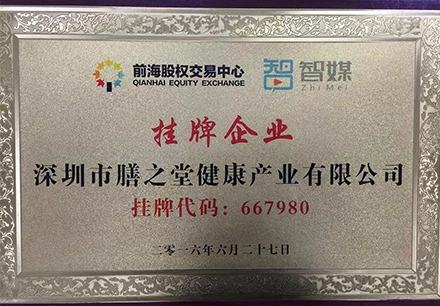 前海股权交易中心 智媒
QIANHAI EQUITY EXCHANGE ZhiMei
挂牌企业
深圳市膳之堂健康产业有限公司
挂牌代码：667980
二零一六年六月二十七日